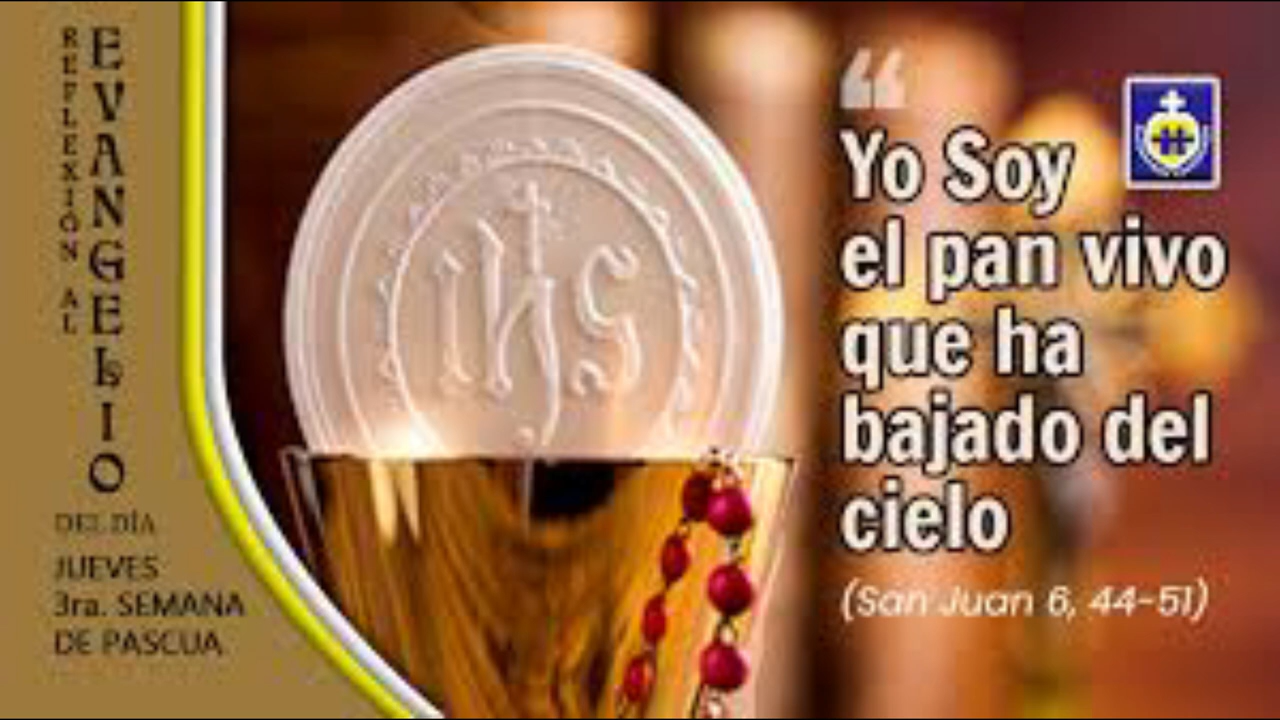 REFLEXIÓN AL
EVANGELIO
DEL DÍA
JUEVES
3ra. SEMANA
DE PASCUA
ihs
“
Yo Soy
el pan vivo
que ha
bajado del
cielo
(San Juan 6, 44-51)